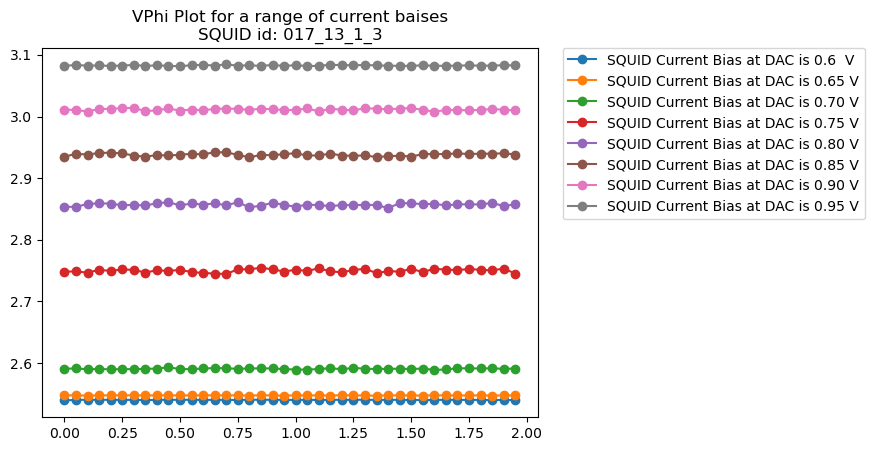 VPhi Plot for a range of current baises
SQUID id: 017_13_1_3
3.1
3.0
2.9
2.8
2.7
2.6
0.00 0.25 0.50 0.75 1.00 1.25 1.50 1.75 2.00
SQUID Current Bias at DAC is 0.6  V
SQUID Current Bias at DAC is 0.65 V
SQUID Current Bias at DAC is 0.70 V
SQUID Current Bias at DAC is 0.75 V
SQUID Current Bias at DAC is 0.80 V
SQUID Current Bias at DAC is 0.85 V
SQUID Current Bias at DAC is 0.90 V
SQUID Current Bias at DAC is 0.95 V